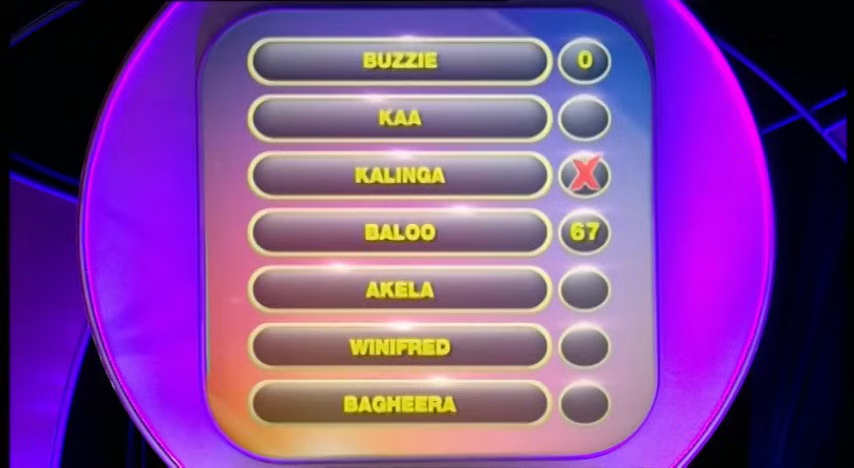 BUZZIE 0
KAA
KALINGA X
BALOO 67
AKELA
WINIFRED
BAGHEERA